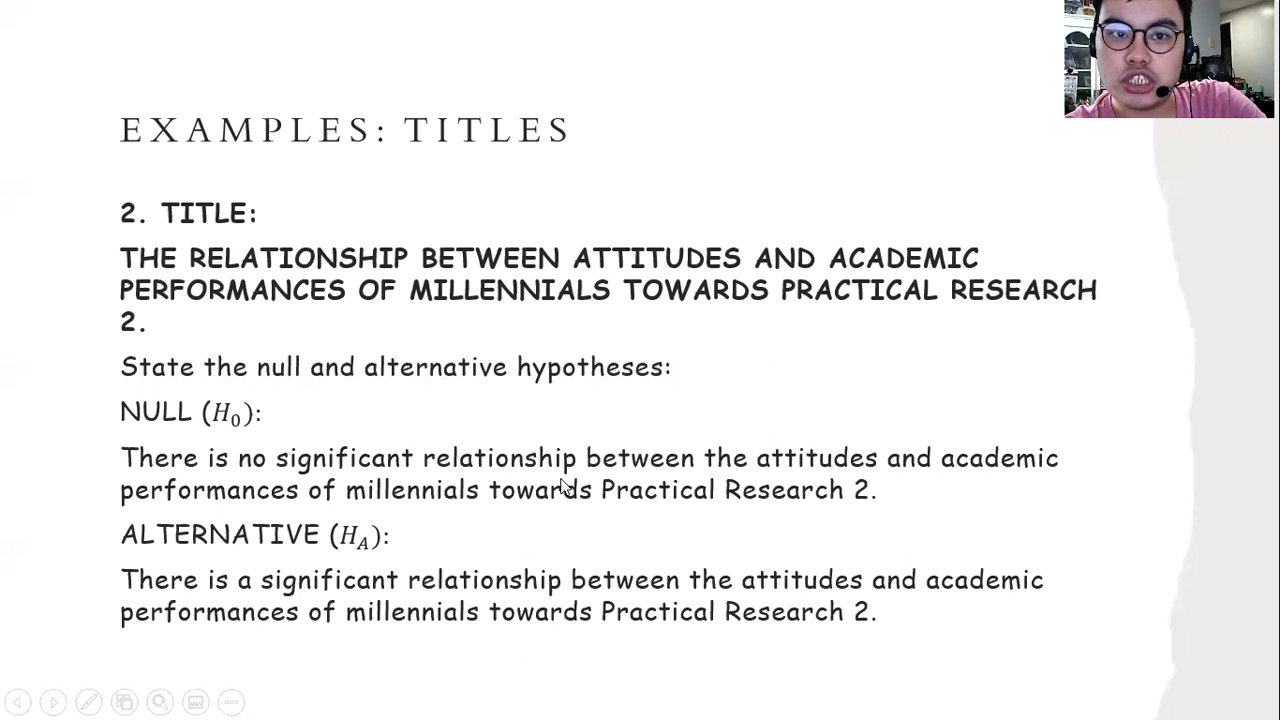 EXAMPLES: TITLES
2. TITLE:
THE RELATIONSHIP BETWEEN ATTITUDES AND ACADEMIC
PERFORMANCES OF MILLENNIALS TOWARDS PRACTICAL RESEARCH
2.
State the null and alternative hypotheses:
NULL (H₀):
There is no significant relationship between the attitudes and academic
performances of millennials towards Practical Research 2.
ALTERNATIVE (H_A):
There is a significant relationship between the attitudes and academic
performances of millennials towards Practical Research 2.